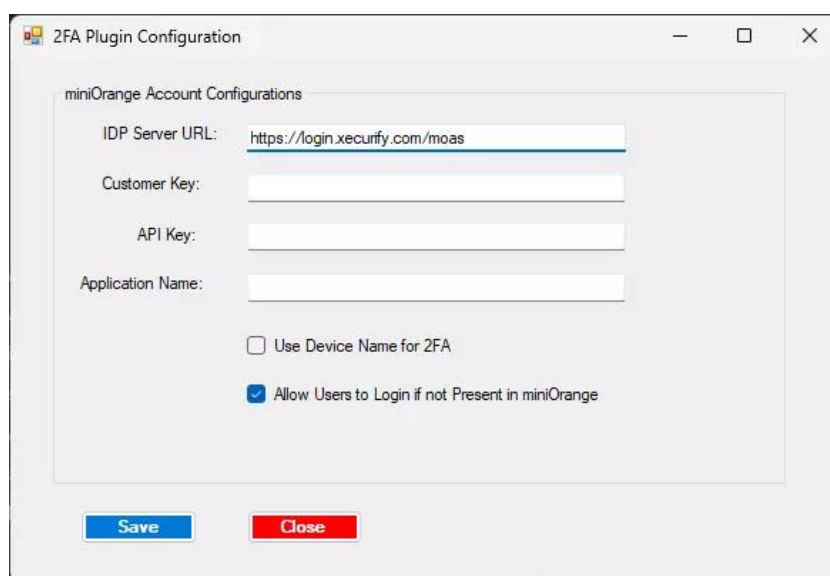 2FA Plugin Configuration
miniOrange Account Configurations
IDP Server URL: https://login.xecurify.com/moas
Customer Key:
API Key:
Application Name:
Use Device Name for 2FA
Allow Users to Login if not Present in miniOrange
Save Close